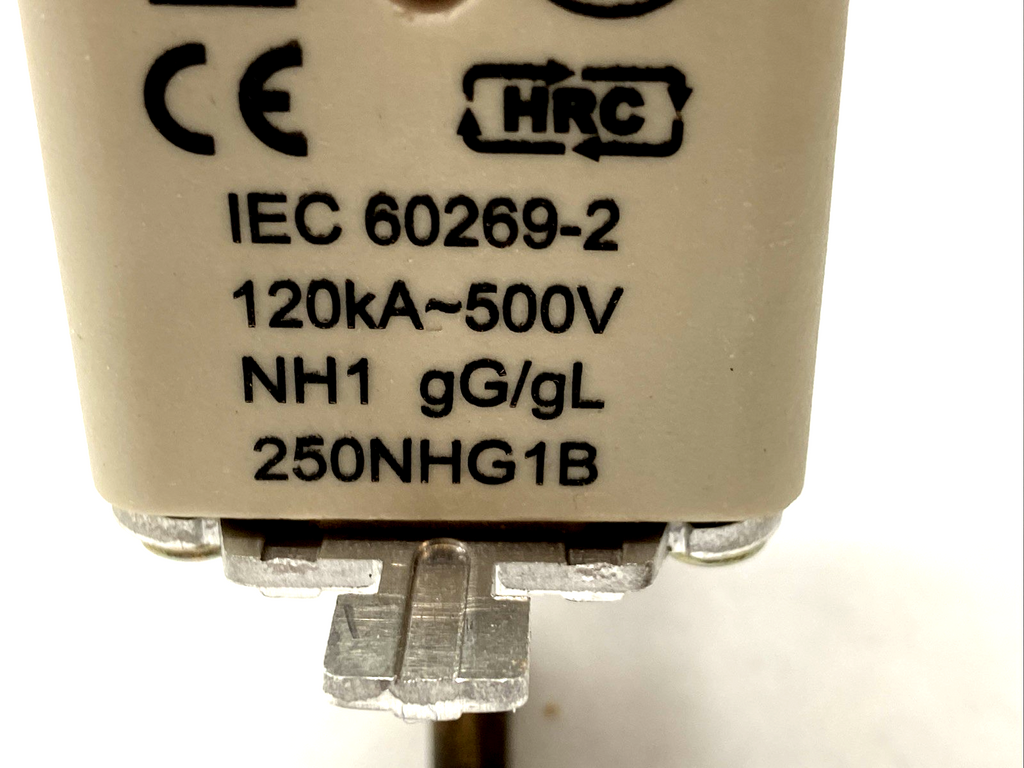 CE
HRC
IEC 60269-2
120kA~500V
NH1 gG/gL
250NHG1B